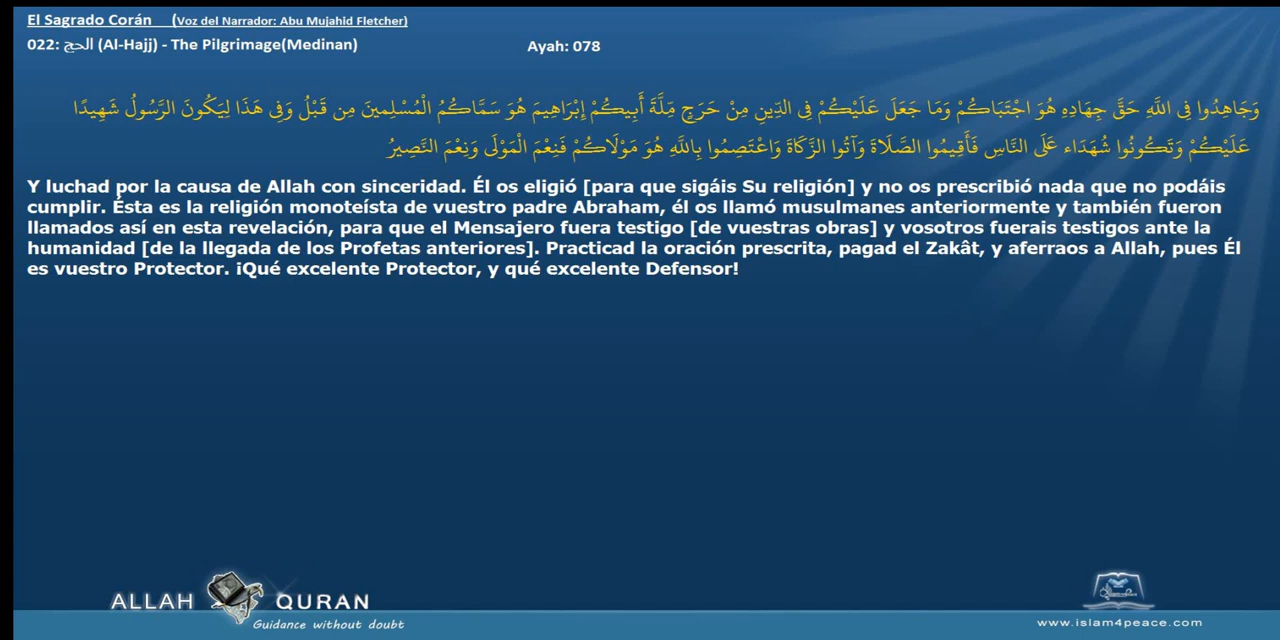 El Sagrado Corán (Voz del Narrador: Abu Mujahid Fletcher)
022: الحج (Al-Hajj) - The Pilgrimage(Medinan) Ayah: 078
وَجَاهِدُوا فِي اللَّهِ حَقَّ جِهَادِهِ هُوَ اجْتَبَاكُمْ وَمَا جَعَلَ عَلَيْكُمْ فِي الدِّينِ مِنْ حَرَجٍ مِّلَّةَ أَبِيكُمْ إِبْرَاهِيمَ هُوَ سَمَّاكُمُ الْمُسْلِمِينَ مِن قَبْلُ وَفِي هَذَا لِيَكُونَ الرَّسُولُ شَهِيدًا
عَلَيْكُمْ وَتَكُونُوا شُهَدَاء عَلَى النَّاسِ فَأَقِيمُوا الصَّلَاةَ وَآتُوا الزَّكَاةَ وَاعْتَصِمُوا بِاللَّهِ هُوَ مَوْلَاكُمْ فَنِعْمَ الْمَوْلَى وَنِعْمَ النَّصِيرُ
Y luchad por la causa de Allah con sinceridad. Él os eligió [para que sigáis Su religión] y no os prescribió nada que no podáis
cumplir. Ésta es la religión monoteísta de vuestro padre Abraham, él os llamó musulmanes anteriormente y también fueron
llamados así en esta revelación, para que el Mensajero fuera testigo [de vuestras obras] y vosotros fuerais testigos ante la
humanidad [de la llegada de los Profetas anteriores]. Practicad la oración prescrita, pagad el Zakât, y aferraos a Allah, pues Él
es vuestro Protector. ¡Qué excelente Protector, y qué excelente Defensor!
ALLAH QURAN
Guidance without doubt
www.islam4peace.com